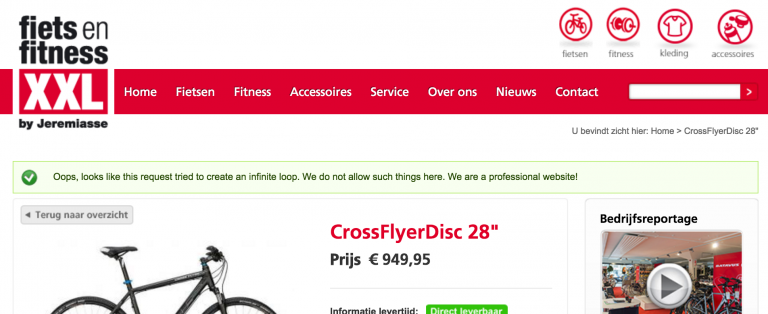 fiets en
fitness
XXL
by Jeremiasse
fietsen
fitness
kleding
accessoires
Home
Fietsen
Fitness
Accessoires
Service
Over ons
Nieuws
Contact
>
U bevindt zicht hier: Home > CrossFlyerDisc 28"
Oops, looks like this request tried to create an infinite loop. We do not allow such things here. We are a professional website!
Terug naar overzicht
CrossFlyerDisc 28"
Prijs € 949,95
Informatie levertijd: Direct leverbaar
Bedrijfsreportage